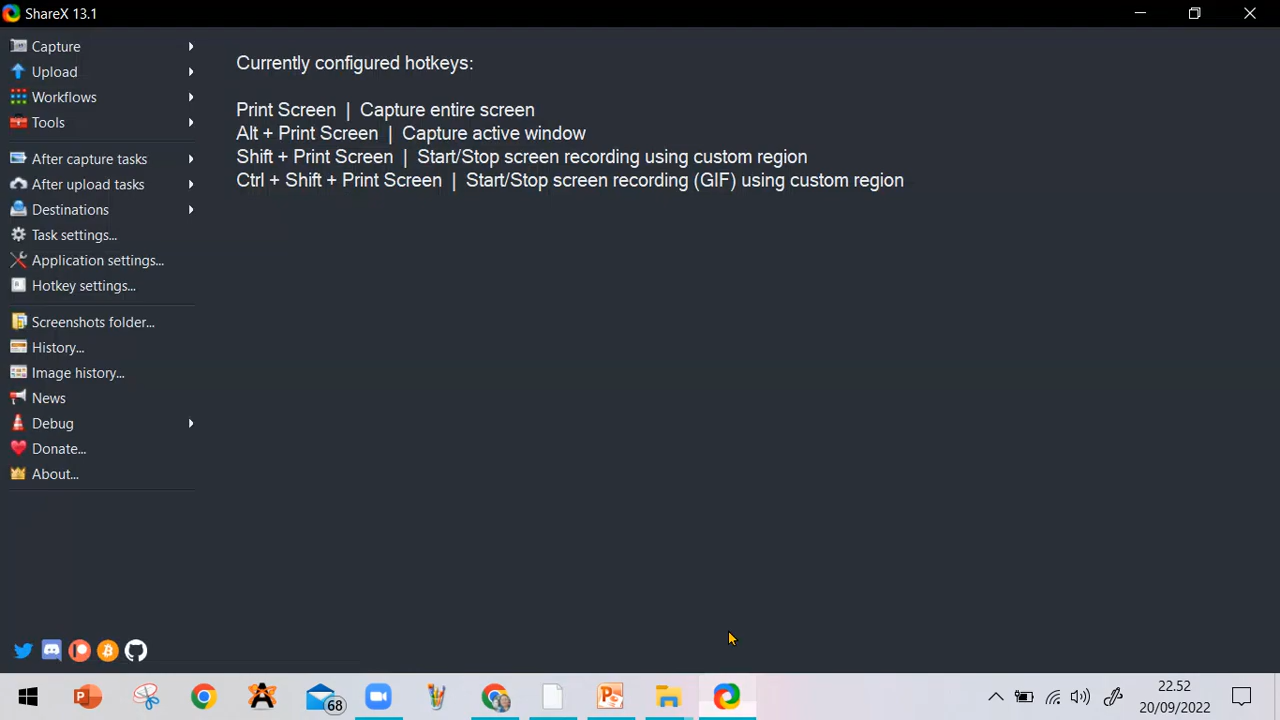 ShareX 13.1
Capture
Upload
Workflows
Tools
After capture tasks
After upload tasks
Destinations
Task settings...
Application settings...
Hotkey settings...
Screenshots folder...
History...
Image history...
News
Debug
Donate...
About...
Currently configured hotkeys:
Print Screen | Capture entire screen
Alt + Print Screen | Capture active window
Shift + Print Screen | Start/Stop screen recording using custom region
Ctrl + Shift + Print Screen | Start/Stop screen recording (GIF) using custom region
68
22.52
20/09/2022